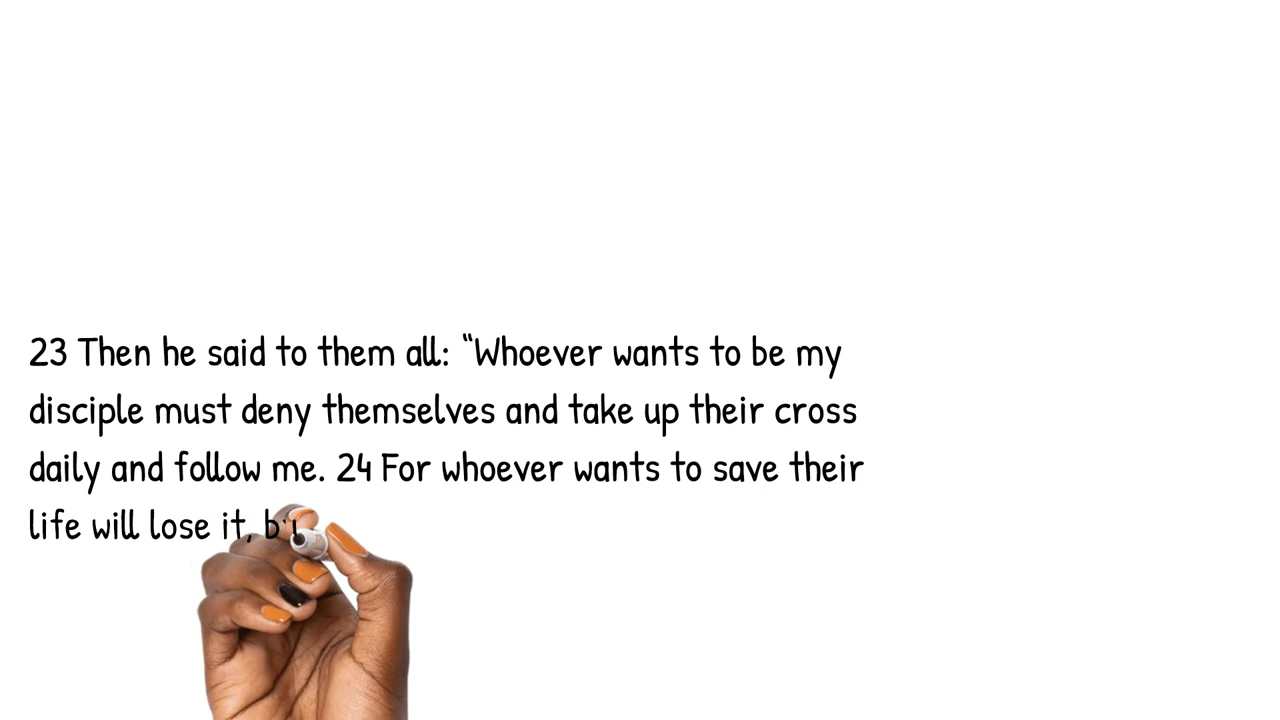 23 Then he said to them all: “Whoever wants to be my
disciple must deny themselves and take up their cross
daily and follow me. 24 For whoever wants to save their
life will lose it,